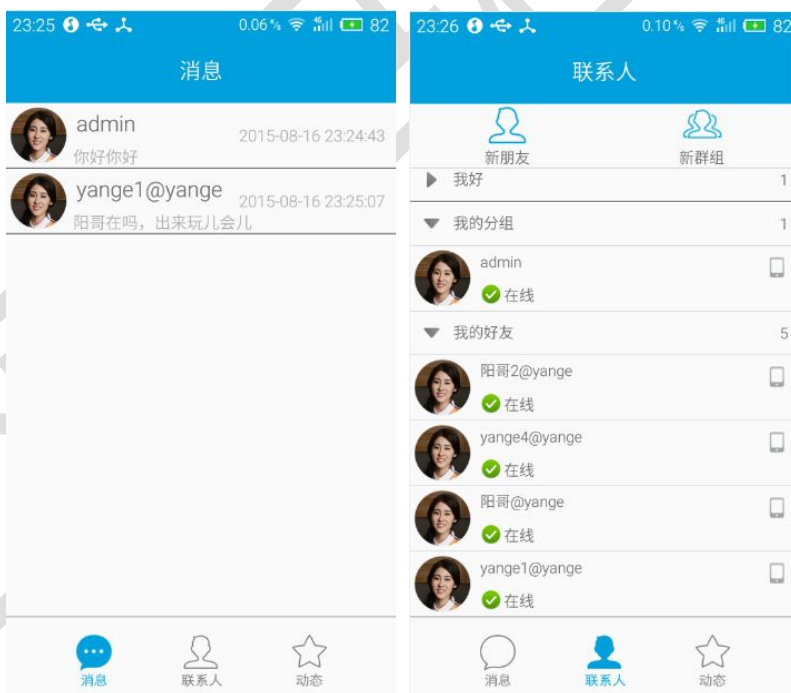 23:25 0.06 K/s 4G 82
消息
admin
2015-08-16 23:24:43
你好你好
yange1@yange
2015-08-16 23:25:07
阳哥在吗，出来玩儿会儿
消息 联系人 动态
23:26 0.10 K/s 4G 82
联系人
新朋友 新群组
我好 1
我的分组 1
admin
在线
我的好友 5
阳哥2@yange
在线
yange4@yange
在线
阳哥@yange
在线
yange1@yange
在线
消息 联系人 动态